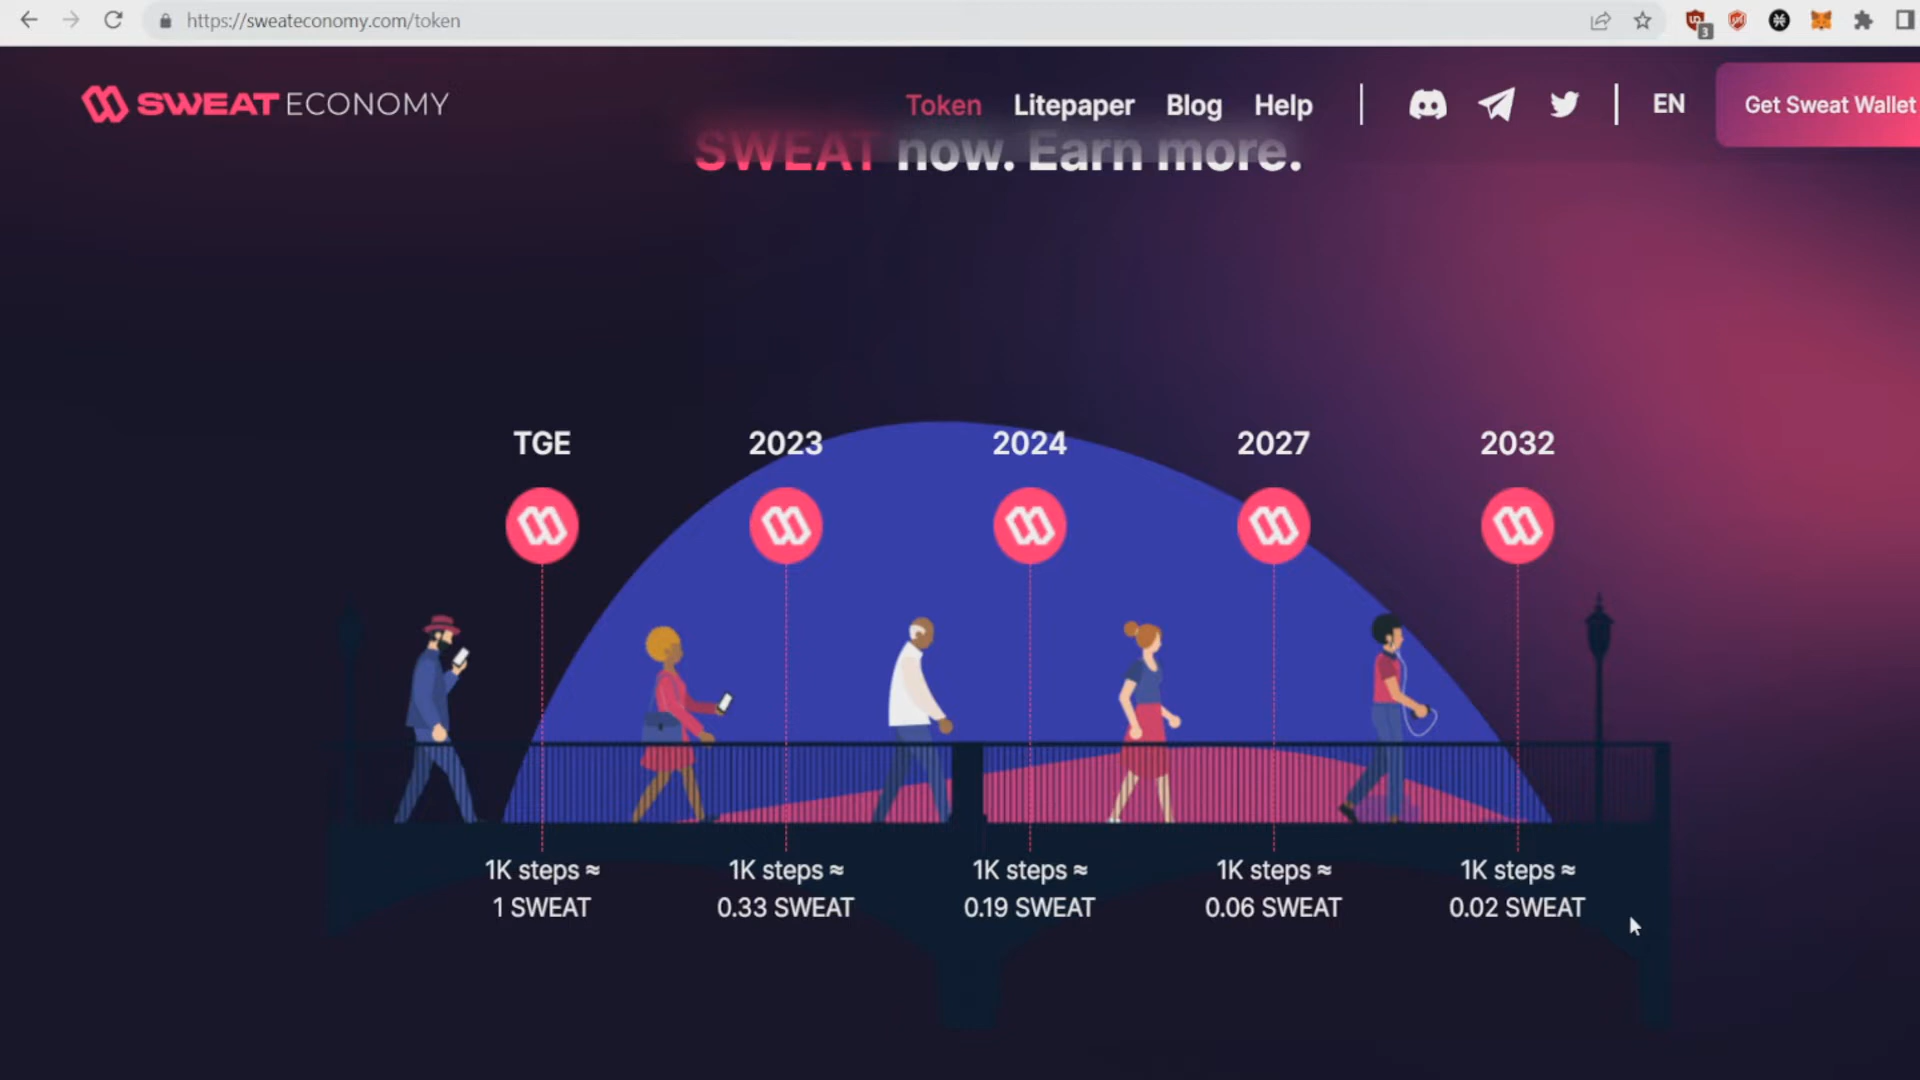 https://sweateconomy.com/token
3
SWEAT ECONOMY
Token Litepaper Blog Help EN Get Sweat Wallet
SWEAT now. Earn more.
TGE 2023 2024 2027 2032
1K steps ≈ 1K steps ≈ 1K steps ≈ 1K steps ≈ 1K steps ≈
1 SWEAT 0.33 SWEAT 0.19 SWEAT 0.06 SWEAT 0.02 SWEAT